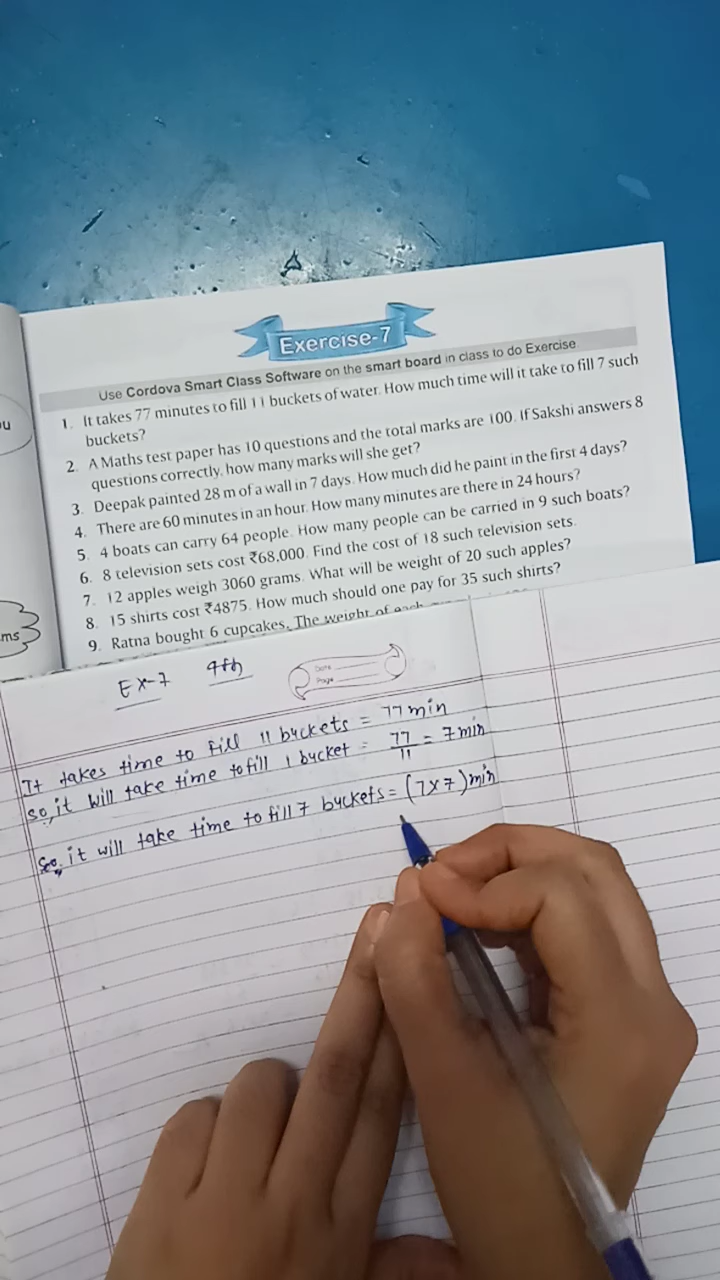 Exercise-7
Use Cordova Smart Class Software on the smart board in class to do Exercise
1. It takes 77 minutes to fill 11 buckets of water. How much time will it take to fill 7 such
buckets?
2. A Maths test paper has 10 questions and the total marks are 100. If Sakshi answers 8
questions correctly, how many marks will she get?
3. Deepak painted 28 m of a wall in 7 days. How much did he paint in the first 4 days?
4. There are 60 minutes in an hour. How many minutes are there in 24 hours?
5. 4 boats can carry 64 people. How many people can be carried in 9 such boats?
6. 8 television sets cost ₹68,000. Find the cost of 18 such television sets.
7. 12 apples weigh 3060 grams. What will be weight of 20 such apples?
8. 15 shirts cost ₹4875. How much should one pay for 35 such shirts?
9. Ratna bought 6 cupcakes. The weight of each
ms
Ex-7 4th
Date
Page
It takes time to fill 11 buckets = 77 min
so, it will take time to fill 1 bucket = 77/11 = 7 min
so, it will take time to fill 7 buckets = (7×7) min